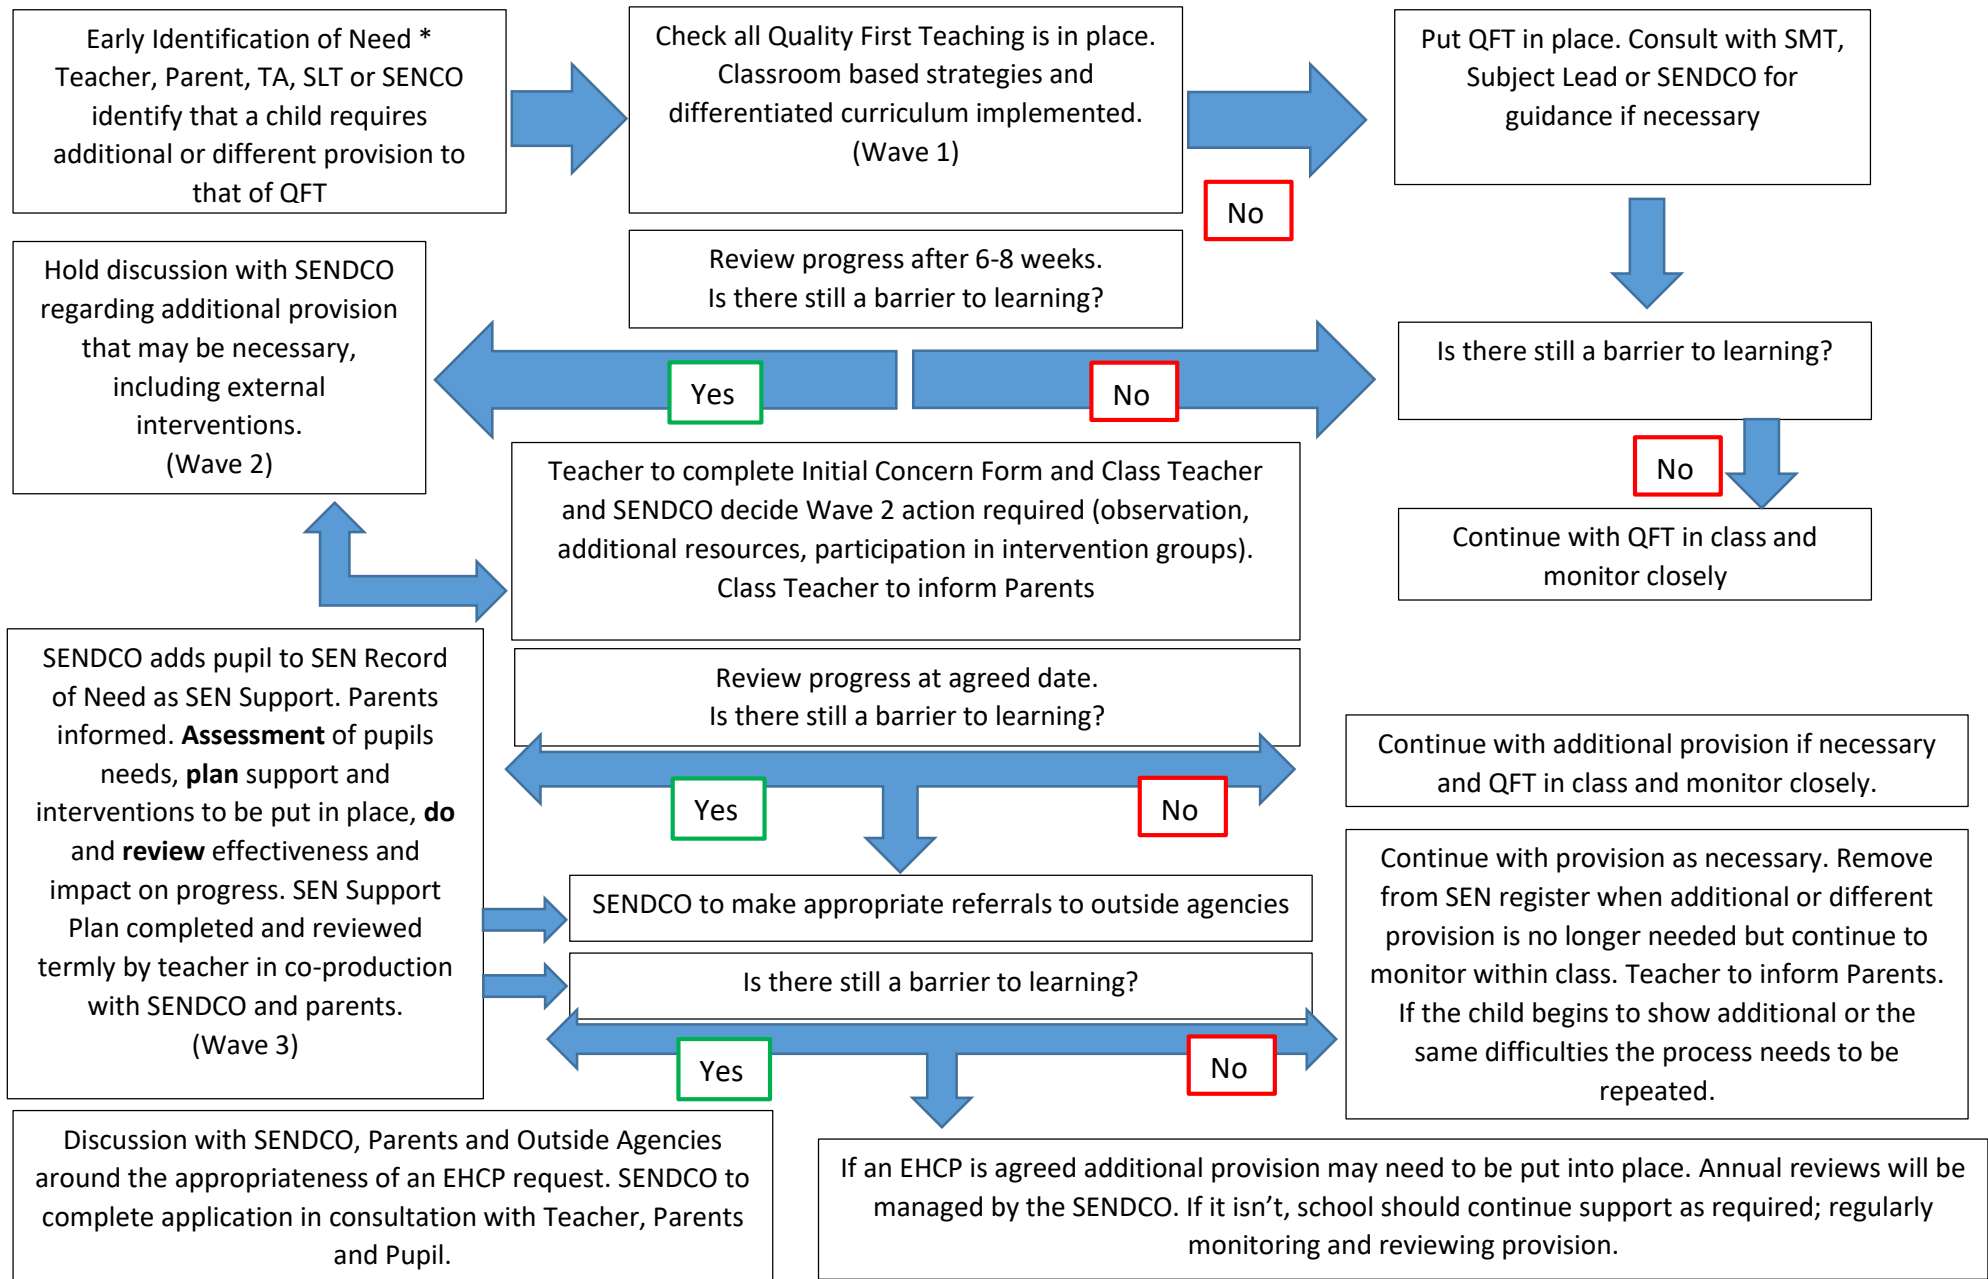 Early Identification of Need *
Teacher, Parent, TA, SLT or SENCO
identify that a child requires
additional or different provision to
that of QFT
Check all Quality First Teaching is in place.
Classroom based strategies and
differentiated curriculum implemented.
(Wave 1)
No
Put QFT in place. Consult with SMT,
Subject Lead or SENDCO for
guidance if necessary
Hold discussion with SENDCO
regarding additional provision
that may be necessary,
including external
interventions.
(Wave 2)
Review progress after 6-8 weeks.
Is there still a barrier to learning?
Yes
No
Is there still a barrier to learning?
No
Continue with QFT in class and
monitor closely
Teacher to complete Initial Concern Form and Class Teacher
and SENDCO decide Wave 2 action required (observation,
additional resources, participation in intervention groups).
Class Teacher to inform Parents
SENDCO adds pupil to SEN Record
of Need as SEN Support. Parents
informed. Assessment of pupils
needs, plan support and
interventions to be put in place, do
and review effectiveness and
impact on progress. SEN Support
Plan completed and reviewed
termly by teacher in co-production
with SENDCO and parents.
(Wave 3)
Review progress at agreed date.
Is there still a barrier to learning?
Yes
No
Continue with additional provision if necessary
and QFT in class and monitor closely.
SENDCO to make appropriate referrals to outside agencies
Is there still a barrier to learning?
Yes
No
Continue with provision as necessary. Remove
from SEN register when additional or different
provision is no longer needed but continue to
monitor within class. Teacher to inform Parents.
If the child begins to show additional or the
same difficulties the process needs to be
repeated.
Discussion with SENDCO, Parents and Outside Agencies
around the appropriateness of an EHCP request. SENDCO to
complete application in consultation with Teacher, Parents
and Pupil.
If an EHCP is agreed additional provision may need to be put into place. Annual reviews will be
managed by the SENDCO. If it isn’t, school should continue support as required; regularly
monitoring and reviewing provision.